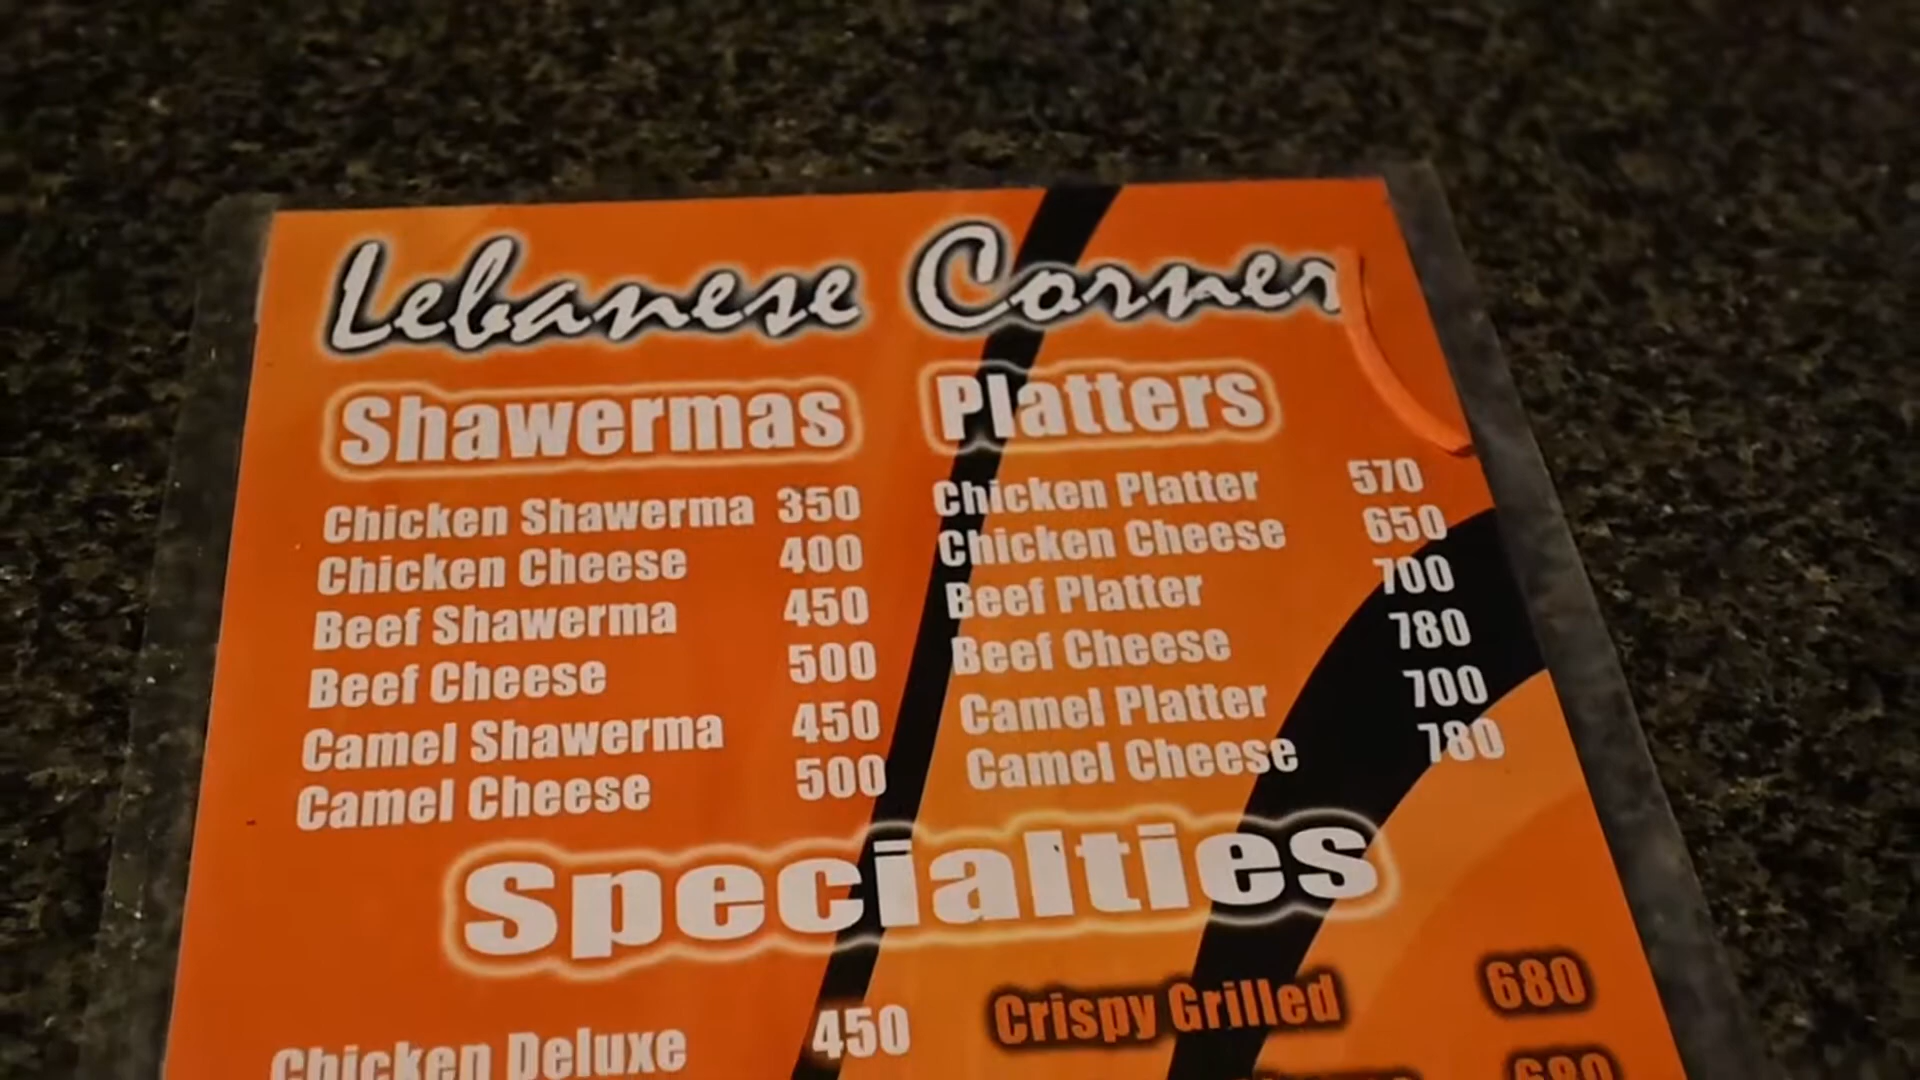 Lebanese Corner
Shawermas
Chicken Shawerma 350
Chicken Cheese 400
Beef Shawerma 450
Beef Cheese 500
Camel Shawerma 450
Camel Cheese 500
Platters
Chicken Platter 570
Chicken Cheese 650
Beef Platter 700
Beef Cheese 780
Camel Platter 700
Camel Cheese 780
Specialties
Chicken Deluxe 450
Crispy Grilled 680
680